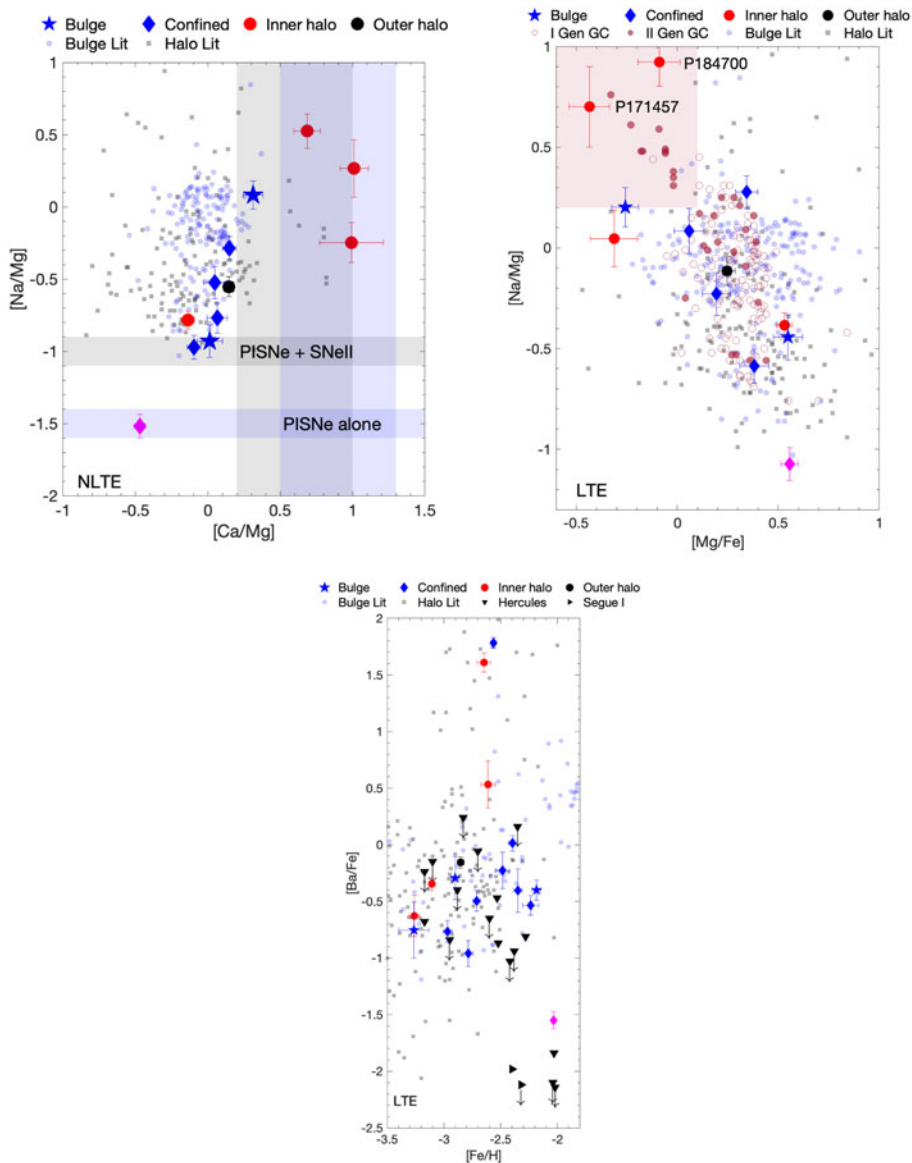 Bulge Confined Inner halo Outer halo
Bulge Lit Halo Lit
1
0.5
0
-0.5
-1
-1.5
-2
[Na/Mg]
PISNe + SNeII
PISNe alone
NLTE
-1 -0.5 0 0.5 1 1.5
[Ca/Mg]
Bulge Confined Inner halo Outer halo
I Gen GC II Gen GC Bulge Lit Halo Lit
1
0.5
0
-0.5
-1
[Na/Mg]
P184700
P171457
LTE
-0.5 0 0.5 1
[Mg/Fe]
Bulge Confined Inner halo Outer halo
Bulge Lit Halo Lit Hercules Segue I
2
1.5
1
0.5
0
-0.5
-1
-1.5
-2
-2.5
[Ba/Fe]
LTE
-3.5 -3 -2.5 -2
[Fe/H]